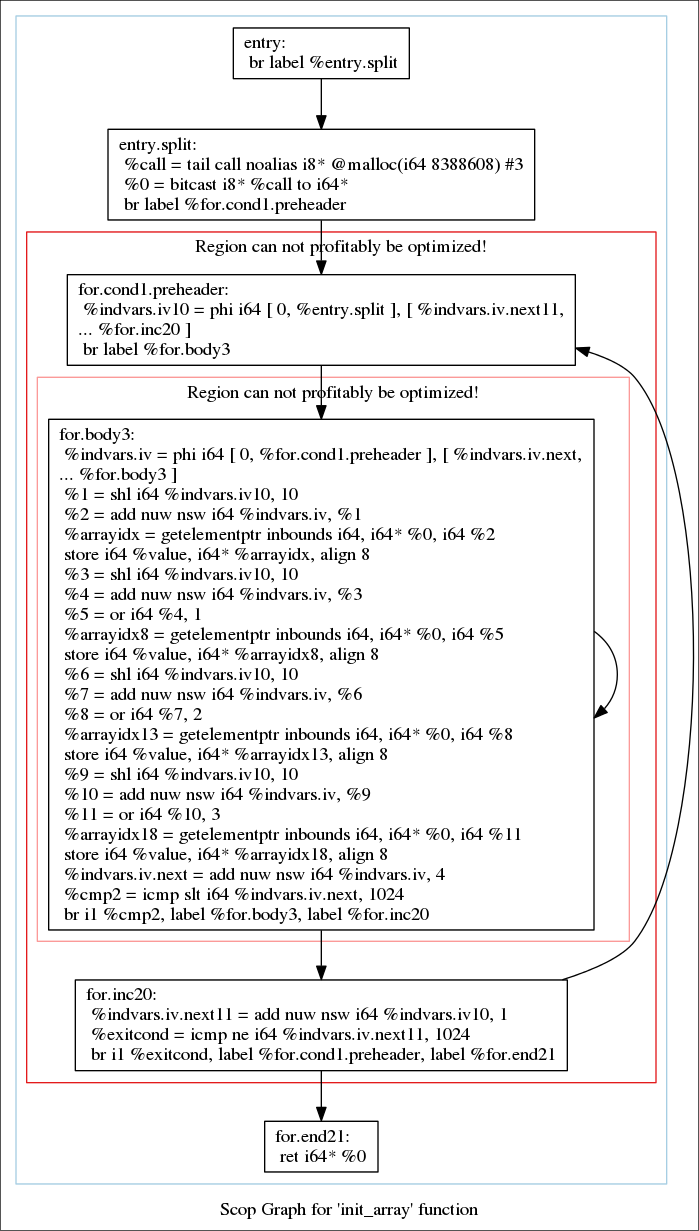 entry:
br label %entry.split
entry.split:
%call = tail call noalias i8* @malloc(i64 8388608) #3
%0 = bitcast i8* %call to i64*
br label %for.cond1.preheader
Region can not profitably be optimized!
for.cond1.preheader:
%indvars.iv10 = phi i64 [ 0, %entry.split ], [ %indvars.iv.next11,
... %for.inc20 ]
br label %for.body3
Region can not profitably be optimized!
for.body3:
%indvars.iv = phi i64 [ 0, %for.cond1.preheader ], [ %indvars.iv.next,
... %for.body3 ]
%1 = shl i64 %indvars.iv10, 10
%2 = add nuw nsw i64 %indvars.iv, %1
%arrayidx = getelementptr inbounds i64, i64* %0, i64 %2
store i64 %value, i64* %arrayidx, align 8
%3 = shl i64 %indvars.iv10, 10
%4 = add nuw nsw i64 %indvars.iv, %3
%5 = or i64 %4, 1
%arrayidx8 = getelementptr inbounds i64, i64* %0, i64 %5
store i64 %value, i64* %arrayidx8, align 8
%6 = shl i64 %indvars.iv10, 10
%7 = add nuw nsw i64 %indvars.iv, %6
%8 = or i64 %7, 2
%arrayidx13 = getelementptr inbounds i64, i64* %0, i64 %8
store i64 %value, i64* %arrayidx13, align 8
%9 = shl i64 %indvars.iv10, 10
%10 = add nuw nsw i64 %indvars.iv, %9
%11 = or i64 %10, 3
%arrayidx18 = getelementptr inbounds i64, i64* %0, i64 %11
store i64 %value, i64* %arrayidx18, align 8
%indvars.iv.next = add nuw nsw i64 %indvars.iv, 4
%cmp2 = icmp slt i64 %indvars.iv.next, 1024
br i1 %cmp2, label %for.body3, label %for.inc20
for.inc20:
%indvars.iv.next11 = add nuw nsw i64 %indvars.iv10, 1
%exitcond = icmp ne i64 %indvars.iv.next11, 1024
br i1 %exitcond, label %for.cond1.preheader, label %for.end21
for.end21:
ret i64* %0
Scop Graph for 'init_array' function